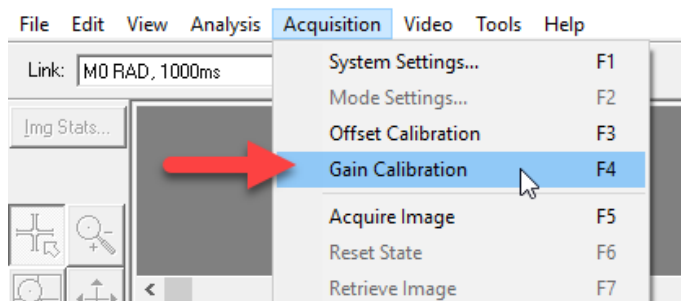 File Edit View Analysis Acquisition Video Tools Help
Link: M0 RAD, 1000ms
System Settings... F1
Mode Settings... F2
Img Stats...
Offset Calibration F3
Gain Calibration F4
Acquire Image F5
Reset State F6
Retrieve Image F7